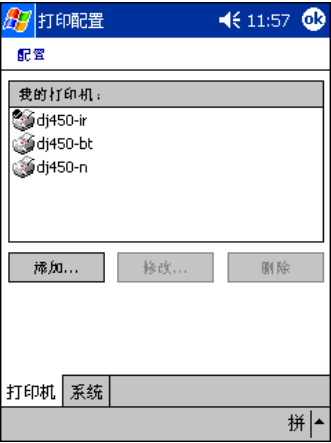 打印配置 11:57 ok
配置
我的打印机：
dj450-ir
dj450-bt
dj450-n
添加... 修改... 删除
打印机 系统
拼